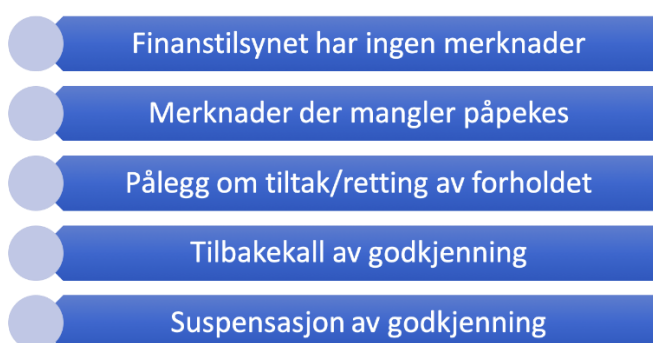 Finanstilsynet har ingen merknader
Merknader der mangler påpekes
Pålegg om tiltak/retting av forholdet
Tilbakekall av godkjenning
Suspensasjon av godkjenning